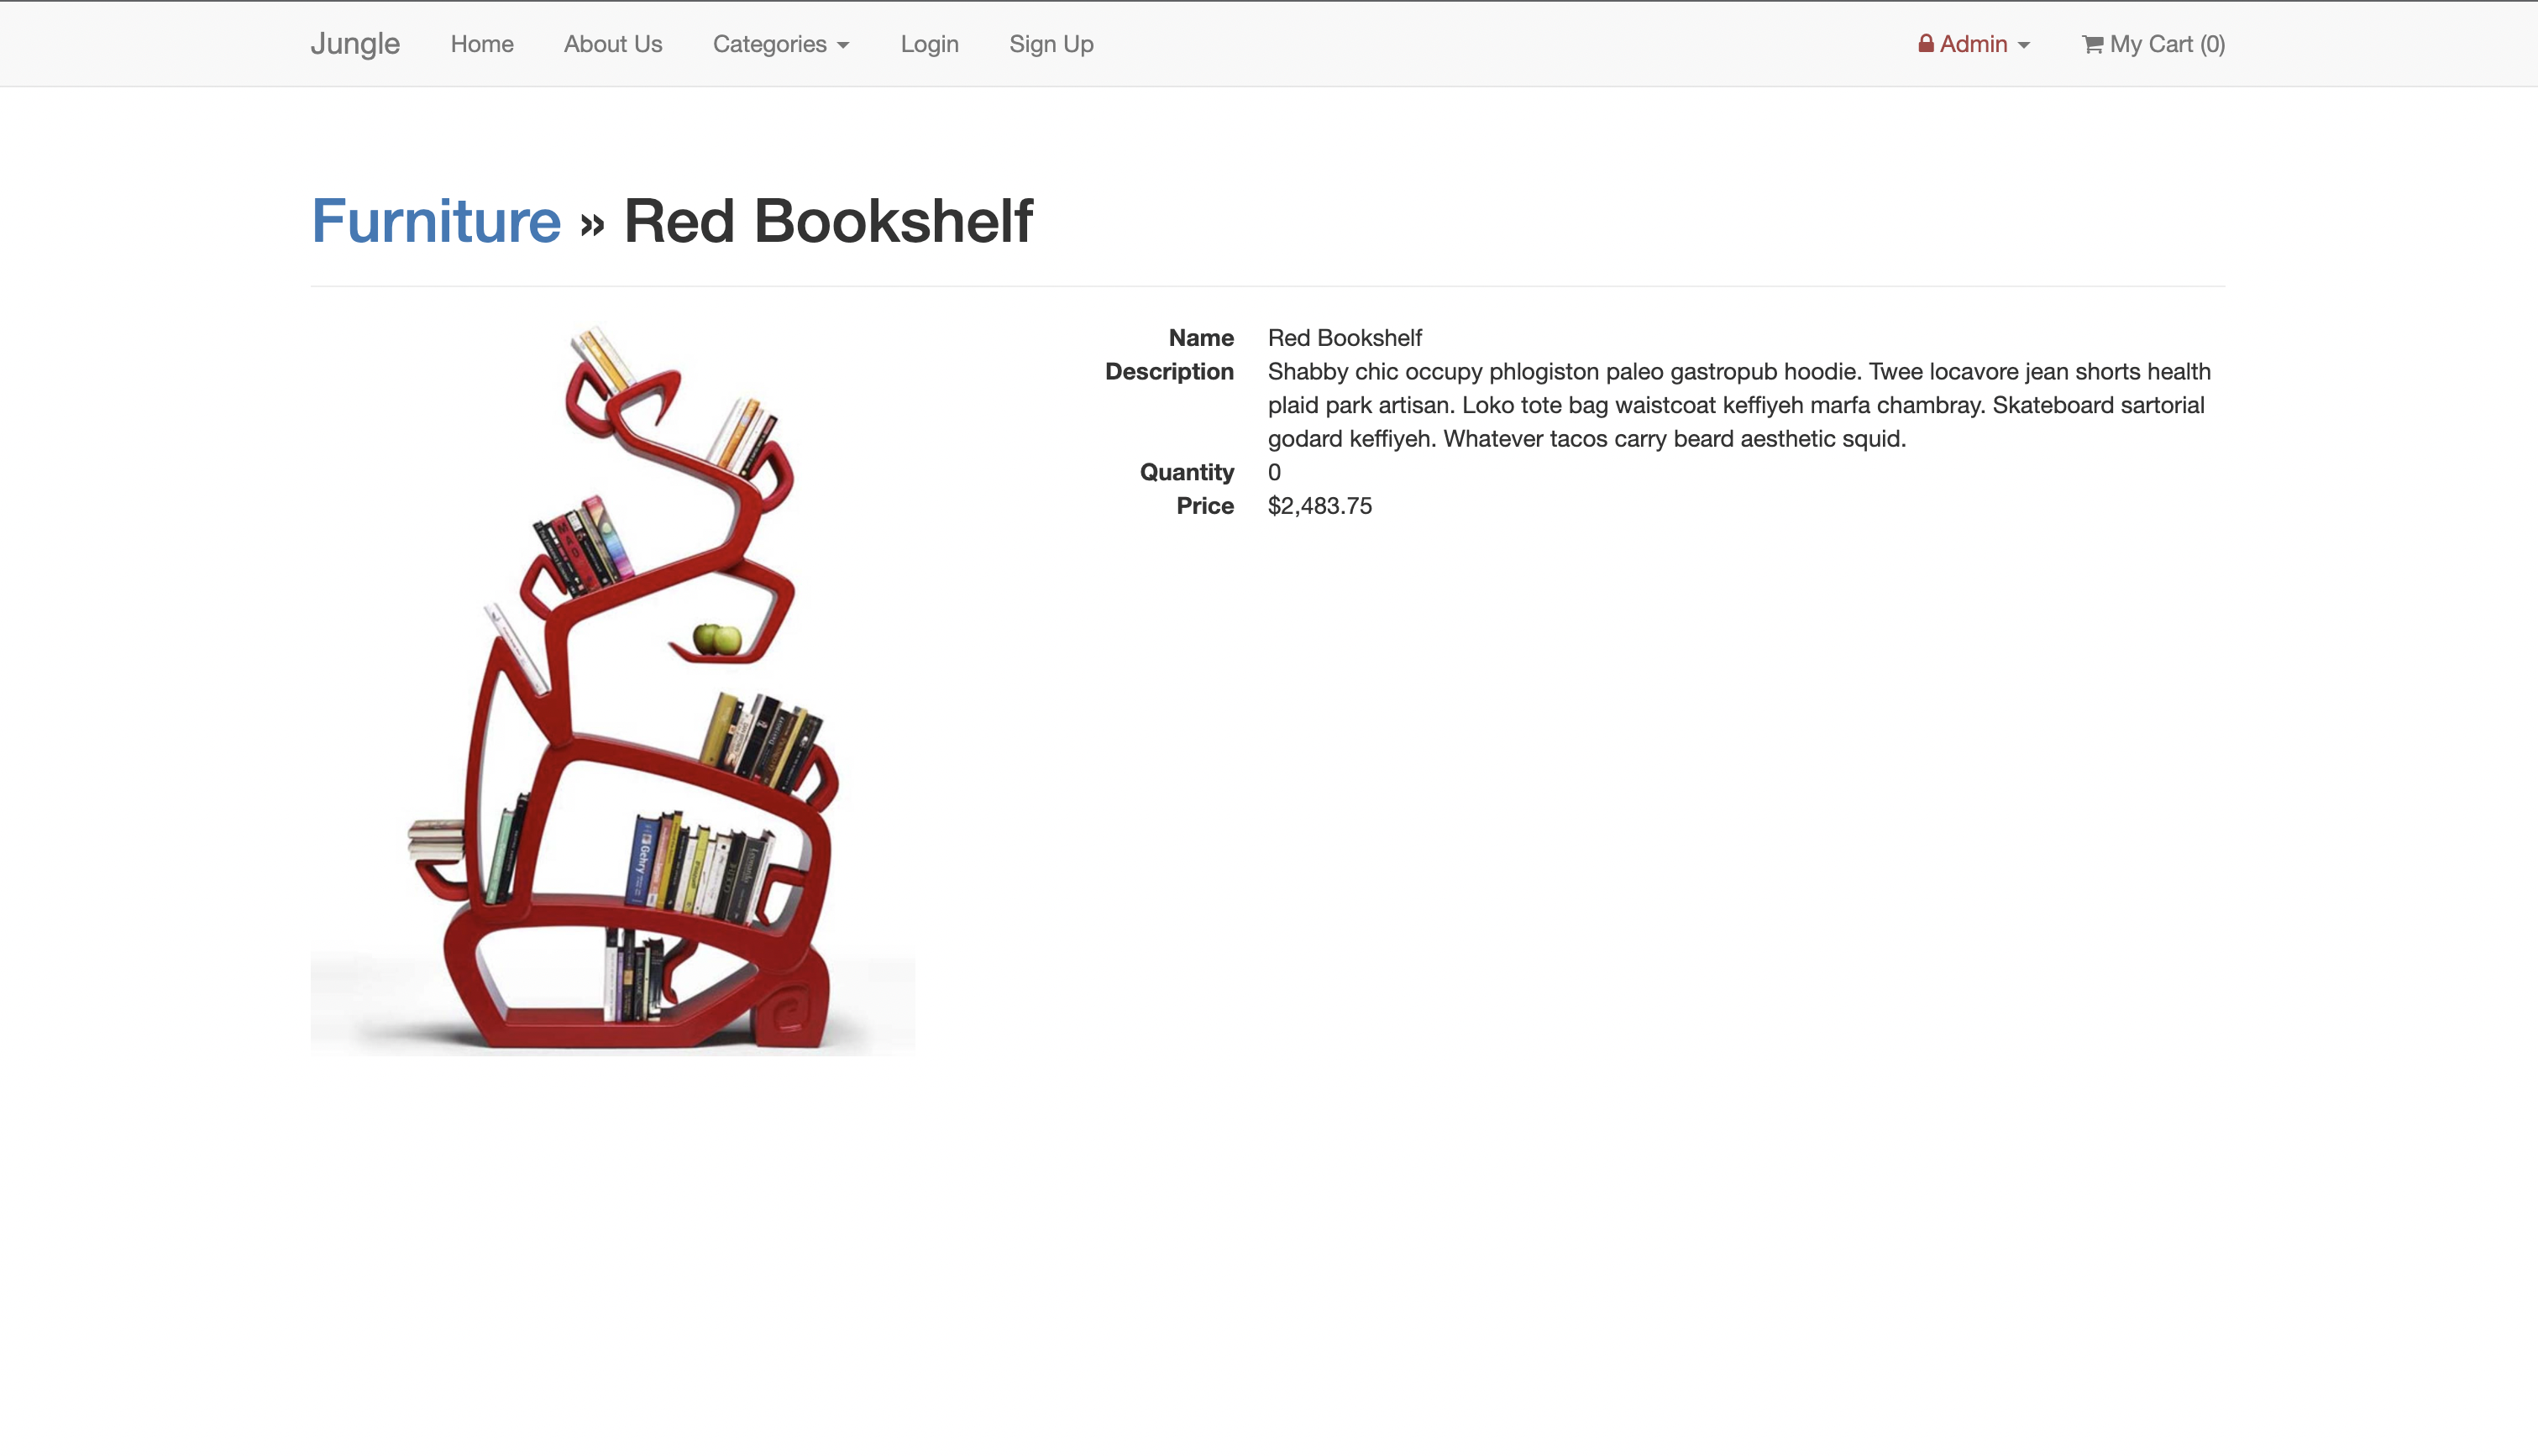 Jungle Home About Us Categories Login Sign Up Admin My Cart (0)
Furniture » Red Bookshelf
Name Red Bookshelf
Description Shabby chic occupy phlogiston paleo gastropub hoodie. Twee locavore jean shorts health
plaid park artisan. Loko tote bag waistcoat keffiyeh marfa chambray. Skateboard sartorial
godard keffiyeh. Whatever tacos carry beard aesthetic squid.
Quantity 0
Price $2,483.75
MAD
Gehry